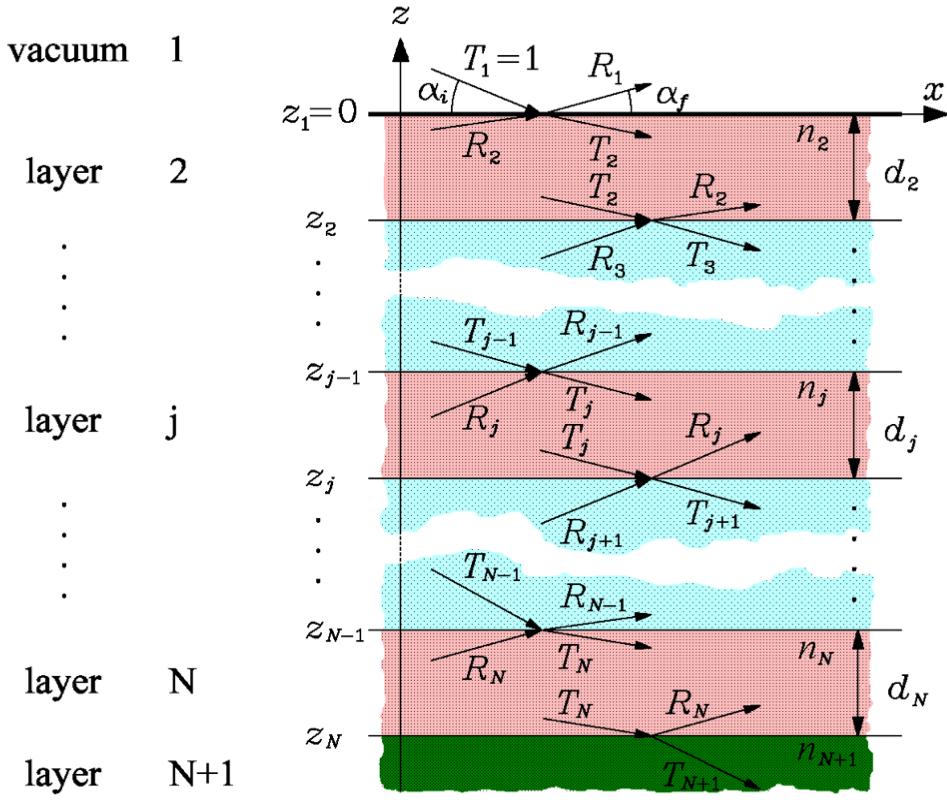 z
vacuum 1
T₁=1
R₁
αᵢ
α_f
x
z₁=0
R₂
T₂
n₂
layer 2
d₂
T₂
R₂
z₂
R₃
T₃
T_{j-1}
R_{j-1}
z_{j-1}
n_j
layer j
R_j
T_j
d_j
T_j
R_j
z_j
R_{j+1}
T_{j+1}
T_{N-1}
R_{N-1}
z_{N-1}
n_N
layer N
R_N
T_N
d_N
T_N
R_N
z_N
n_{N+1}
layer N+1
T_{N+1}